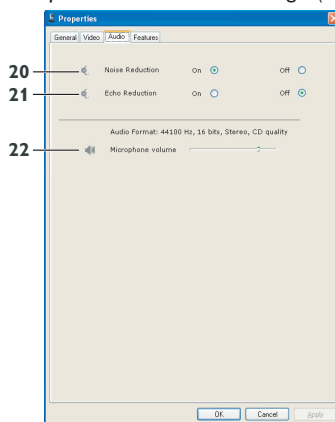 Properties
General Video Audio Features
20 Noise Reduction On Off
21 Echo Reduction On Off
Audio Format: 44100 Hz, 16 bits, Stereo, CD quality
22 Microphone volume
OK Cancel Apply